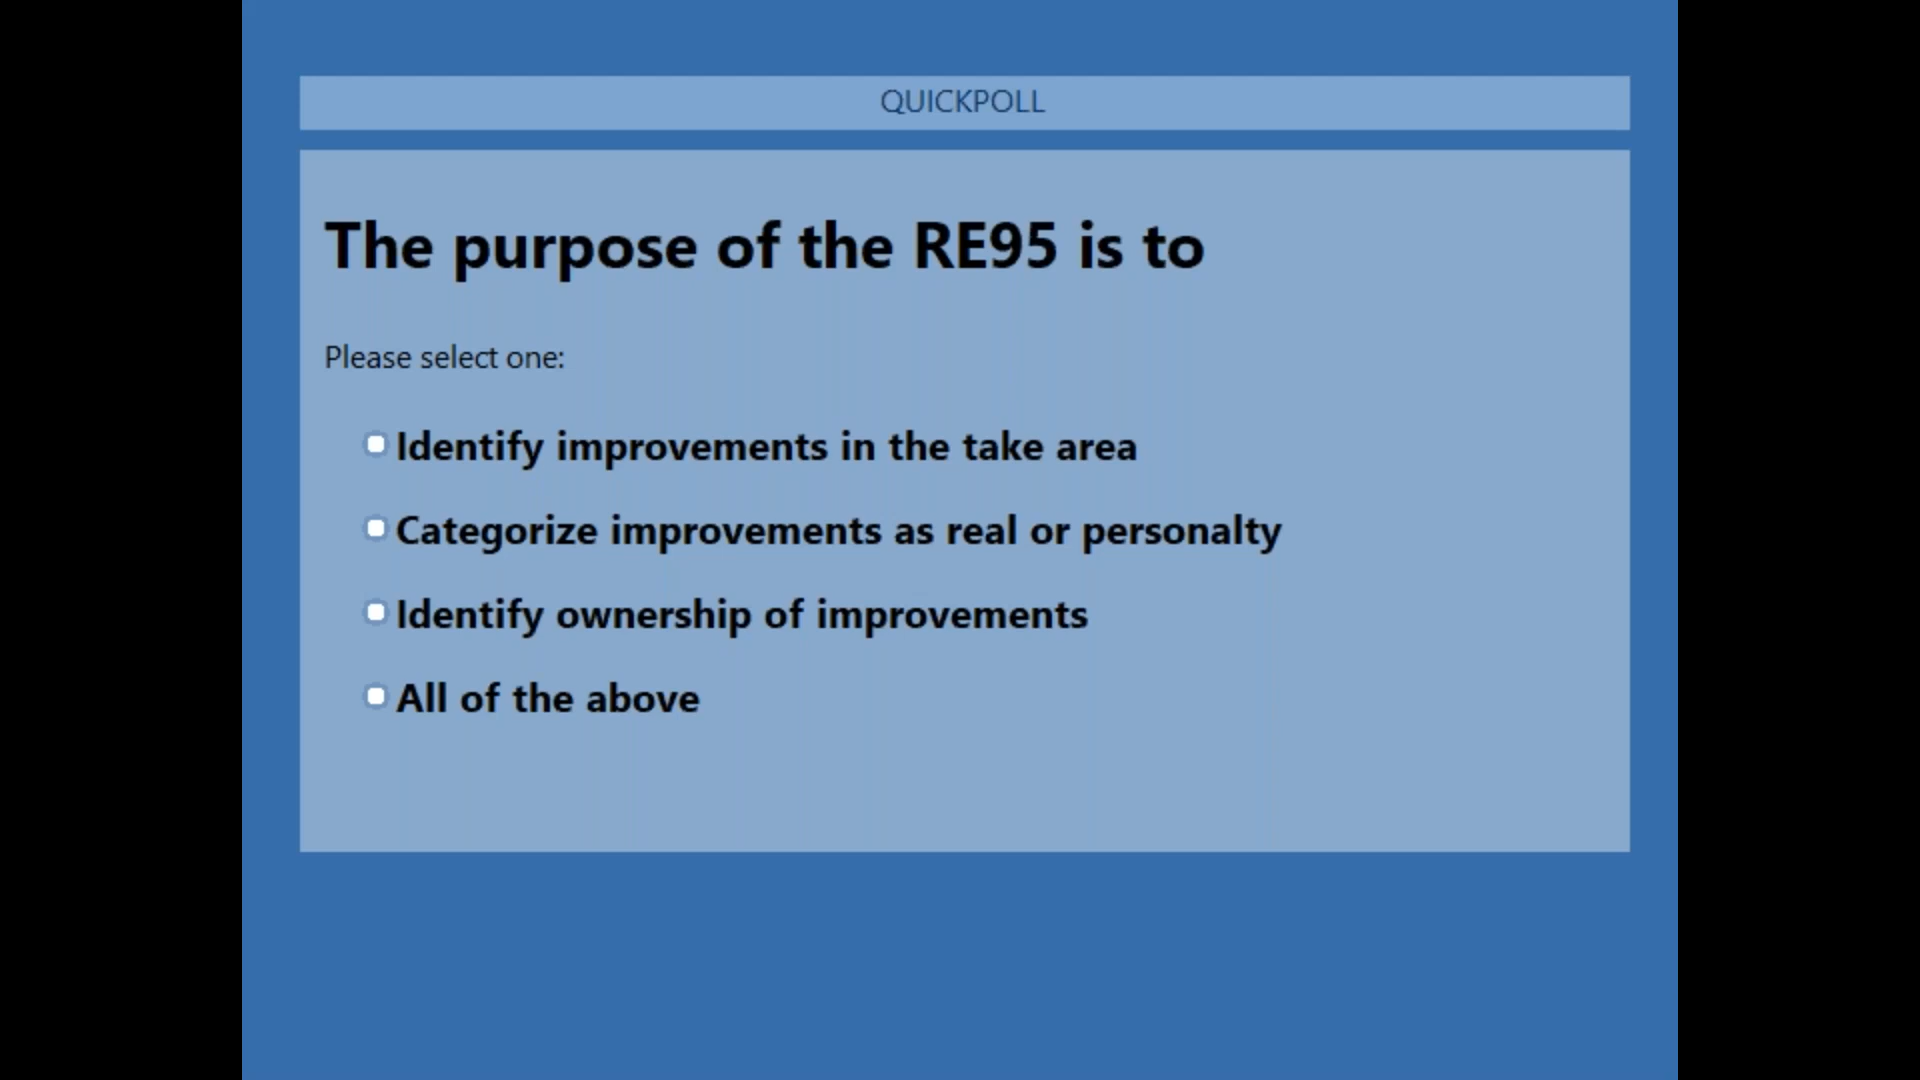 QUICKPOLL
The purpose of the RE95 is to
Please select one:
Identify improvements in the take area
Categorize improvements as real or personalty
Identify ownership of improvements
All of the above